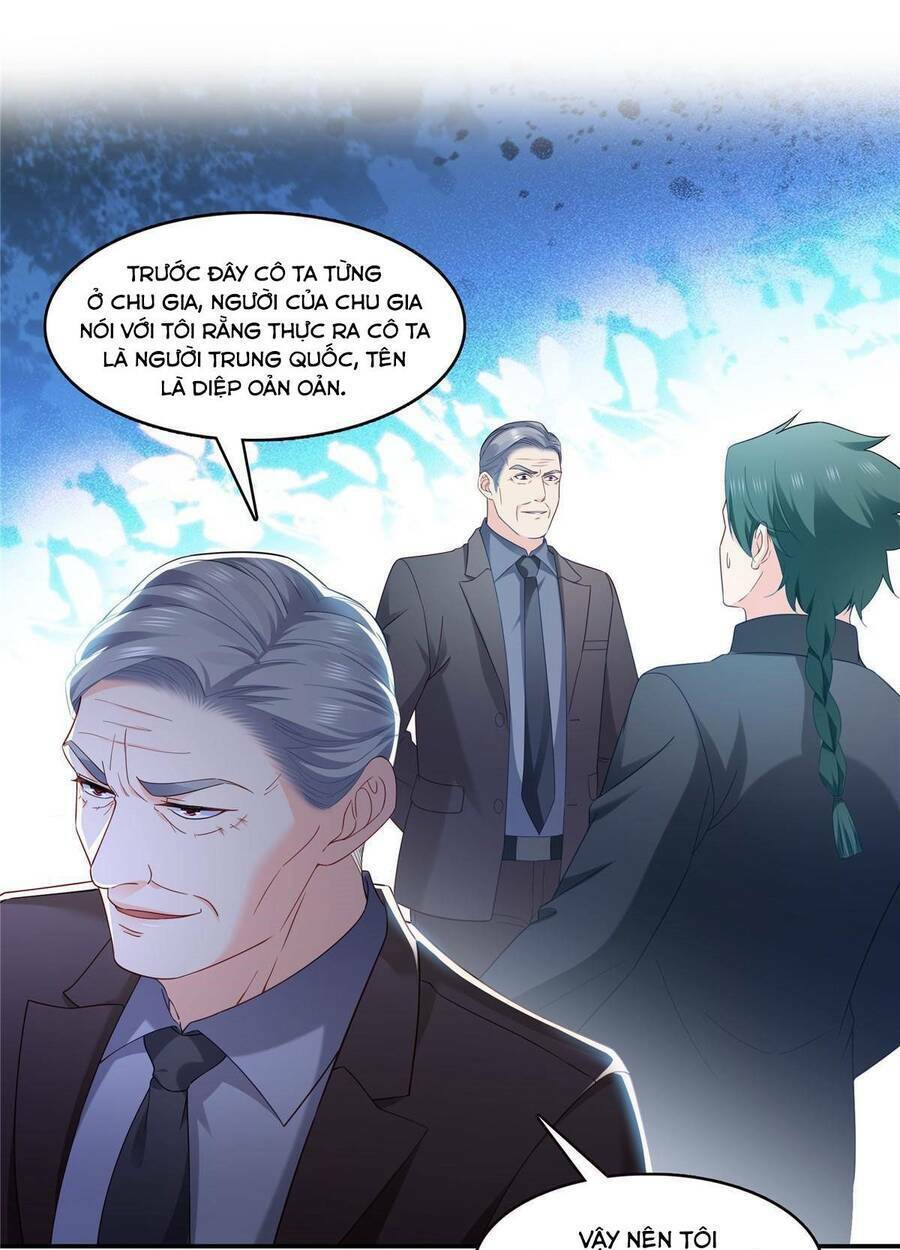 TRƯỚC ĐÂY CÔ TA TỪNG
Ở CHU GIA, NGƯỜI CỦA CHU GIA
NÓI VỚI TÔI RẰNG THỰC RA CÔ TA
LÀ NGƯỜI TRUNG QUỐC, TÊN
LÀ DIỆP OẢN OẢN.
VẬY NÊN TÔI